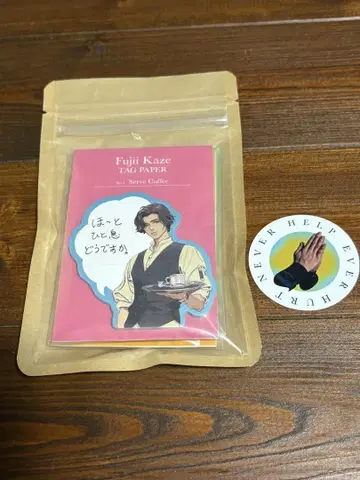 Fujii Kaze
TAG PAPER
Serve Coffee
ほっと
ひと息
どうですか。
HELP EVER HURT NEVER